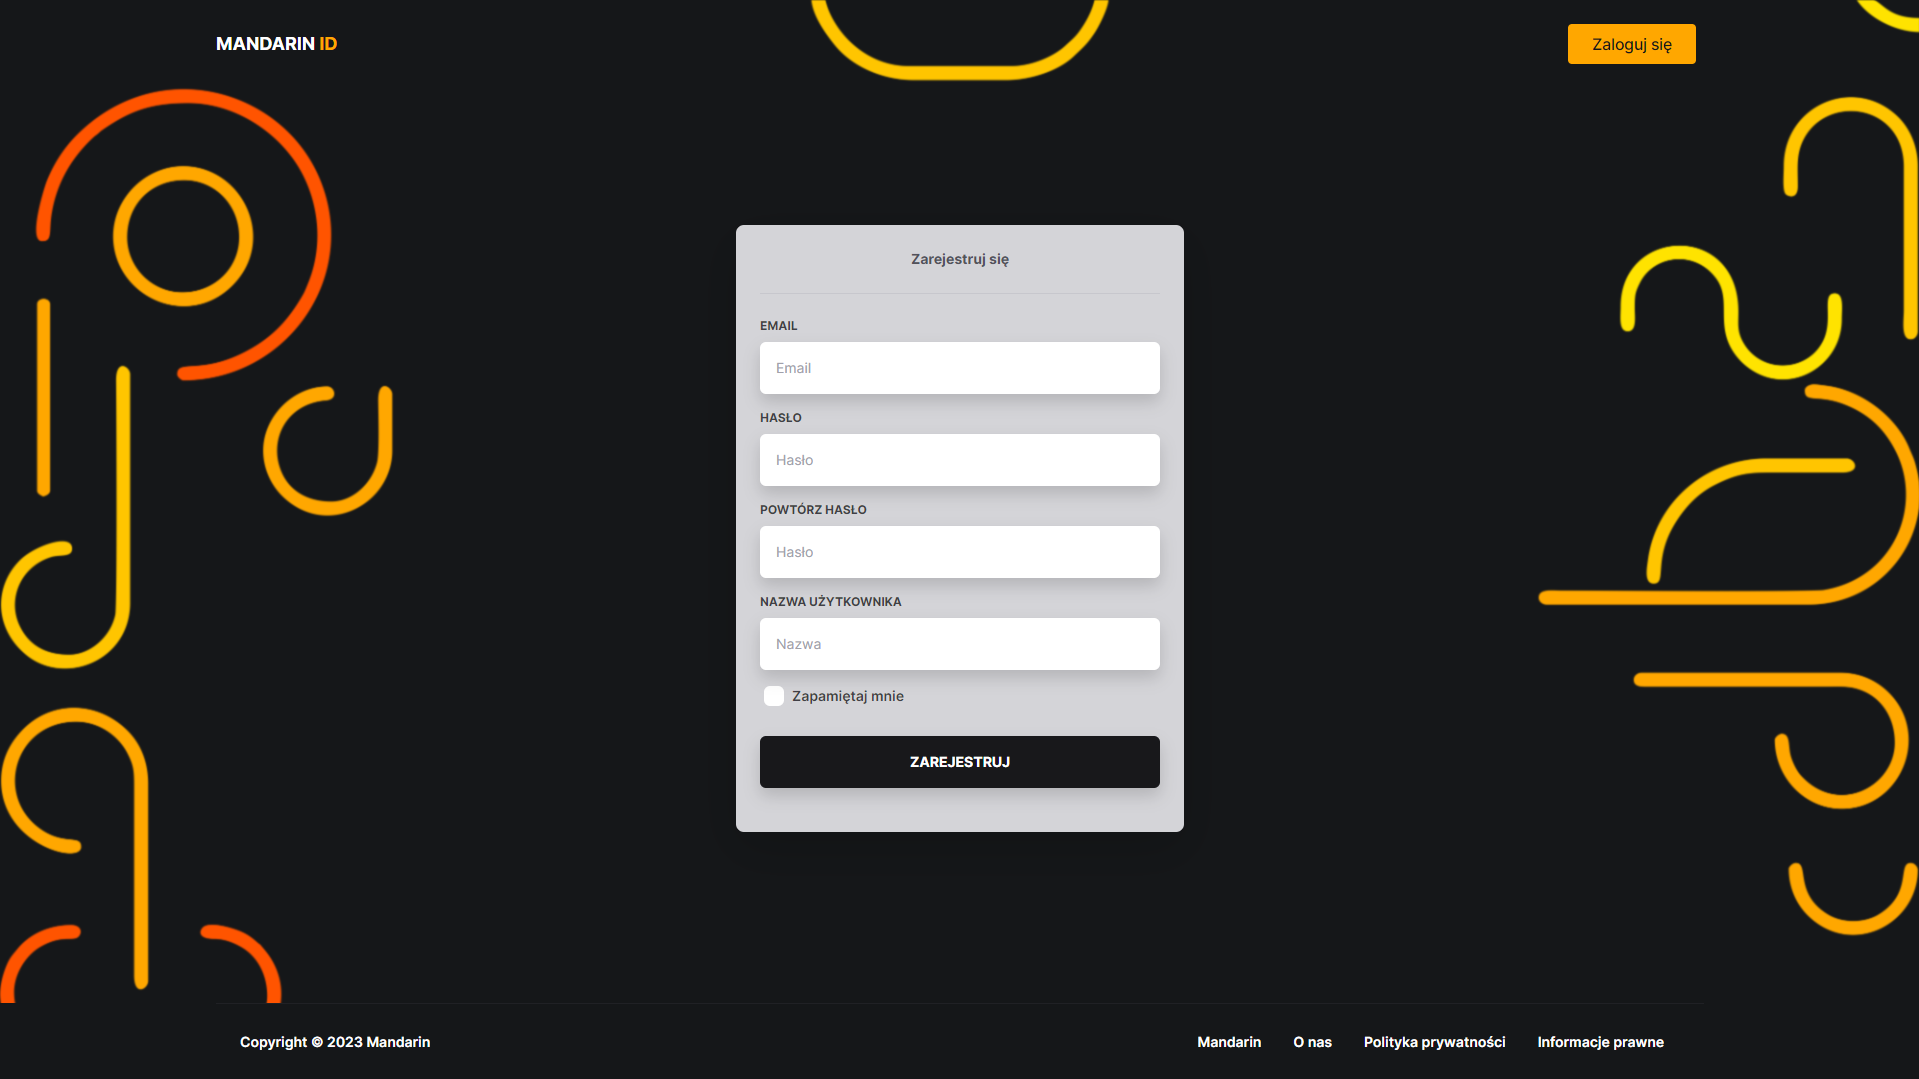 MANDARIN ID
Zaloguj się
Zarejestruj się
EMAIL
Email
HASŁO
Hasło
POWTÓRZ HASŁO
Hasło
NAZWA UŻYTKOWNIKA
Nazwa
Zapamiętaj mnie
ZAREJESTRUJ
Copyright © 2023 Mandarin
Mandarin O nas Polityka prywatności Informacje prawne